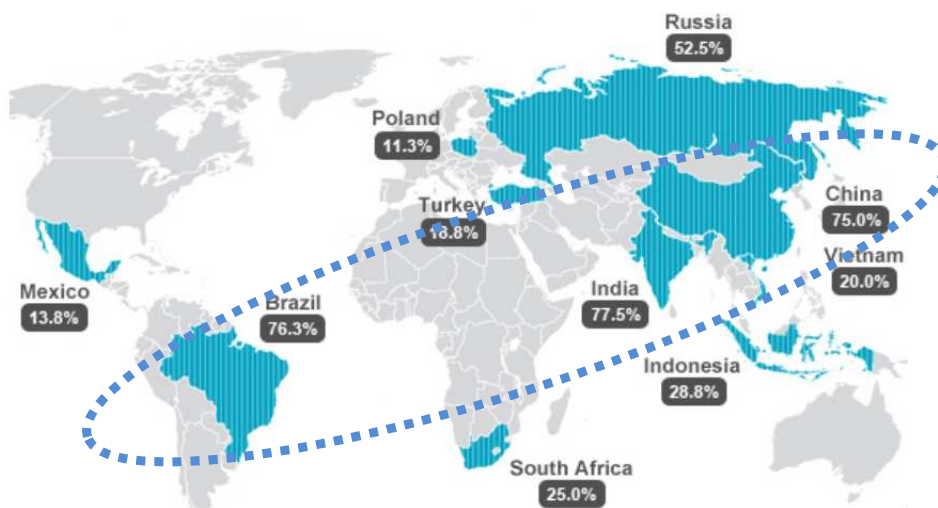 Russia
52.5%
Poland
11.3%
Turkey
18.8%
China
75.0%
Vietnam
20.0%
Mexico
13.8%
Brazil
76.3%
India
77.5%
Indonesia
28.8%
South Africa
25.0%